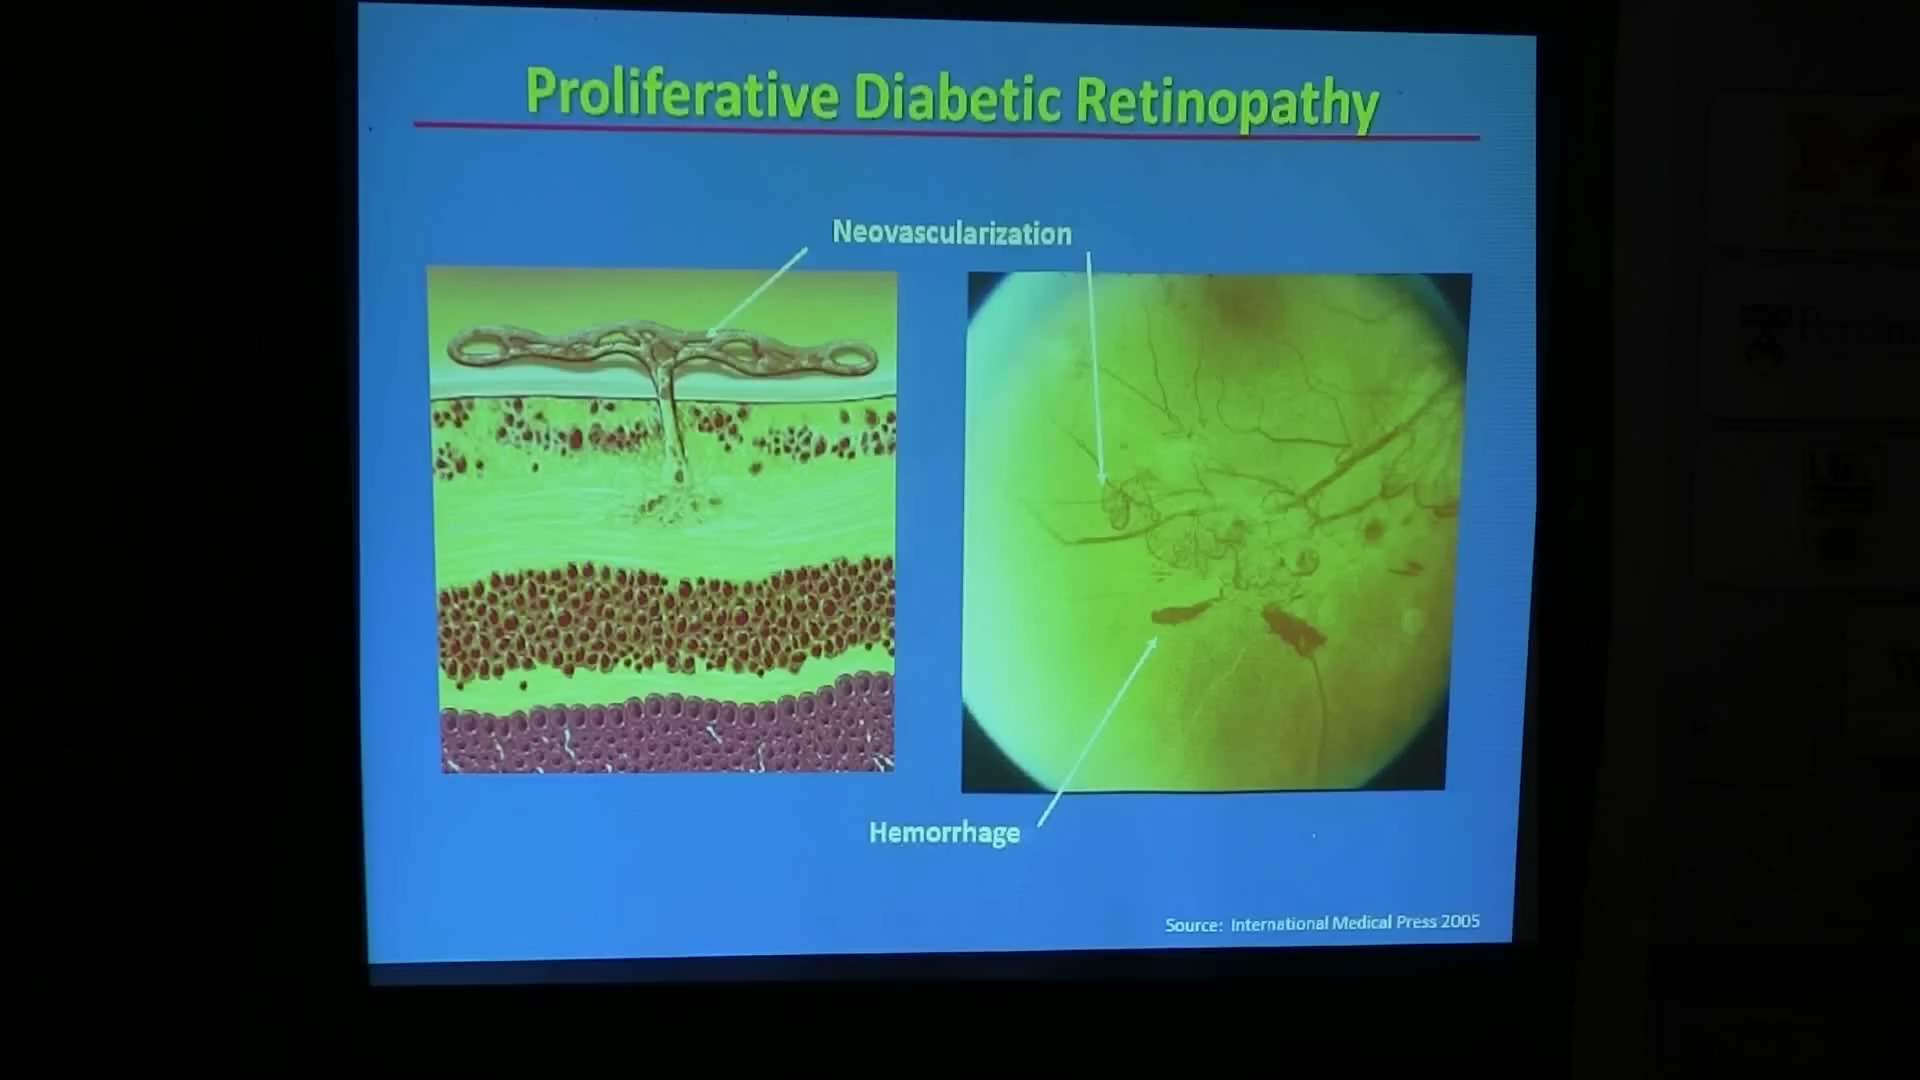 Proliferative Diabetic Retinopathy
Neovascularization
Hemorrhage
Source: International Medical Press 2005